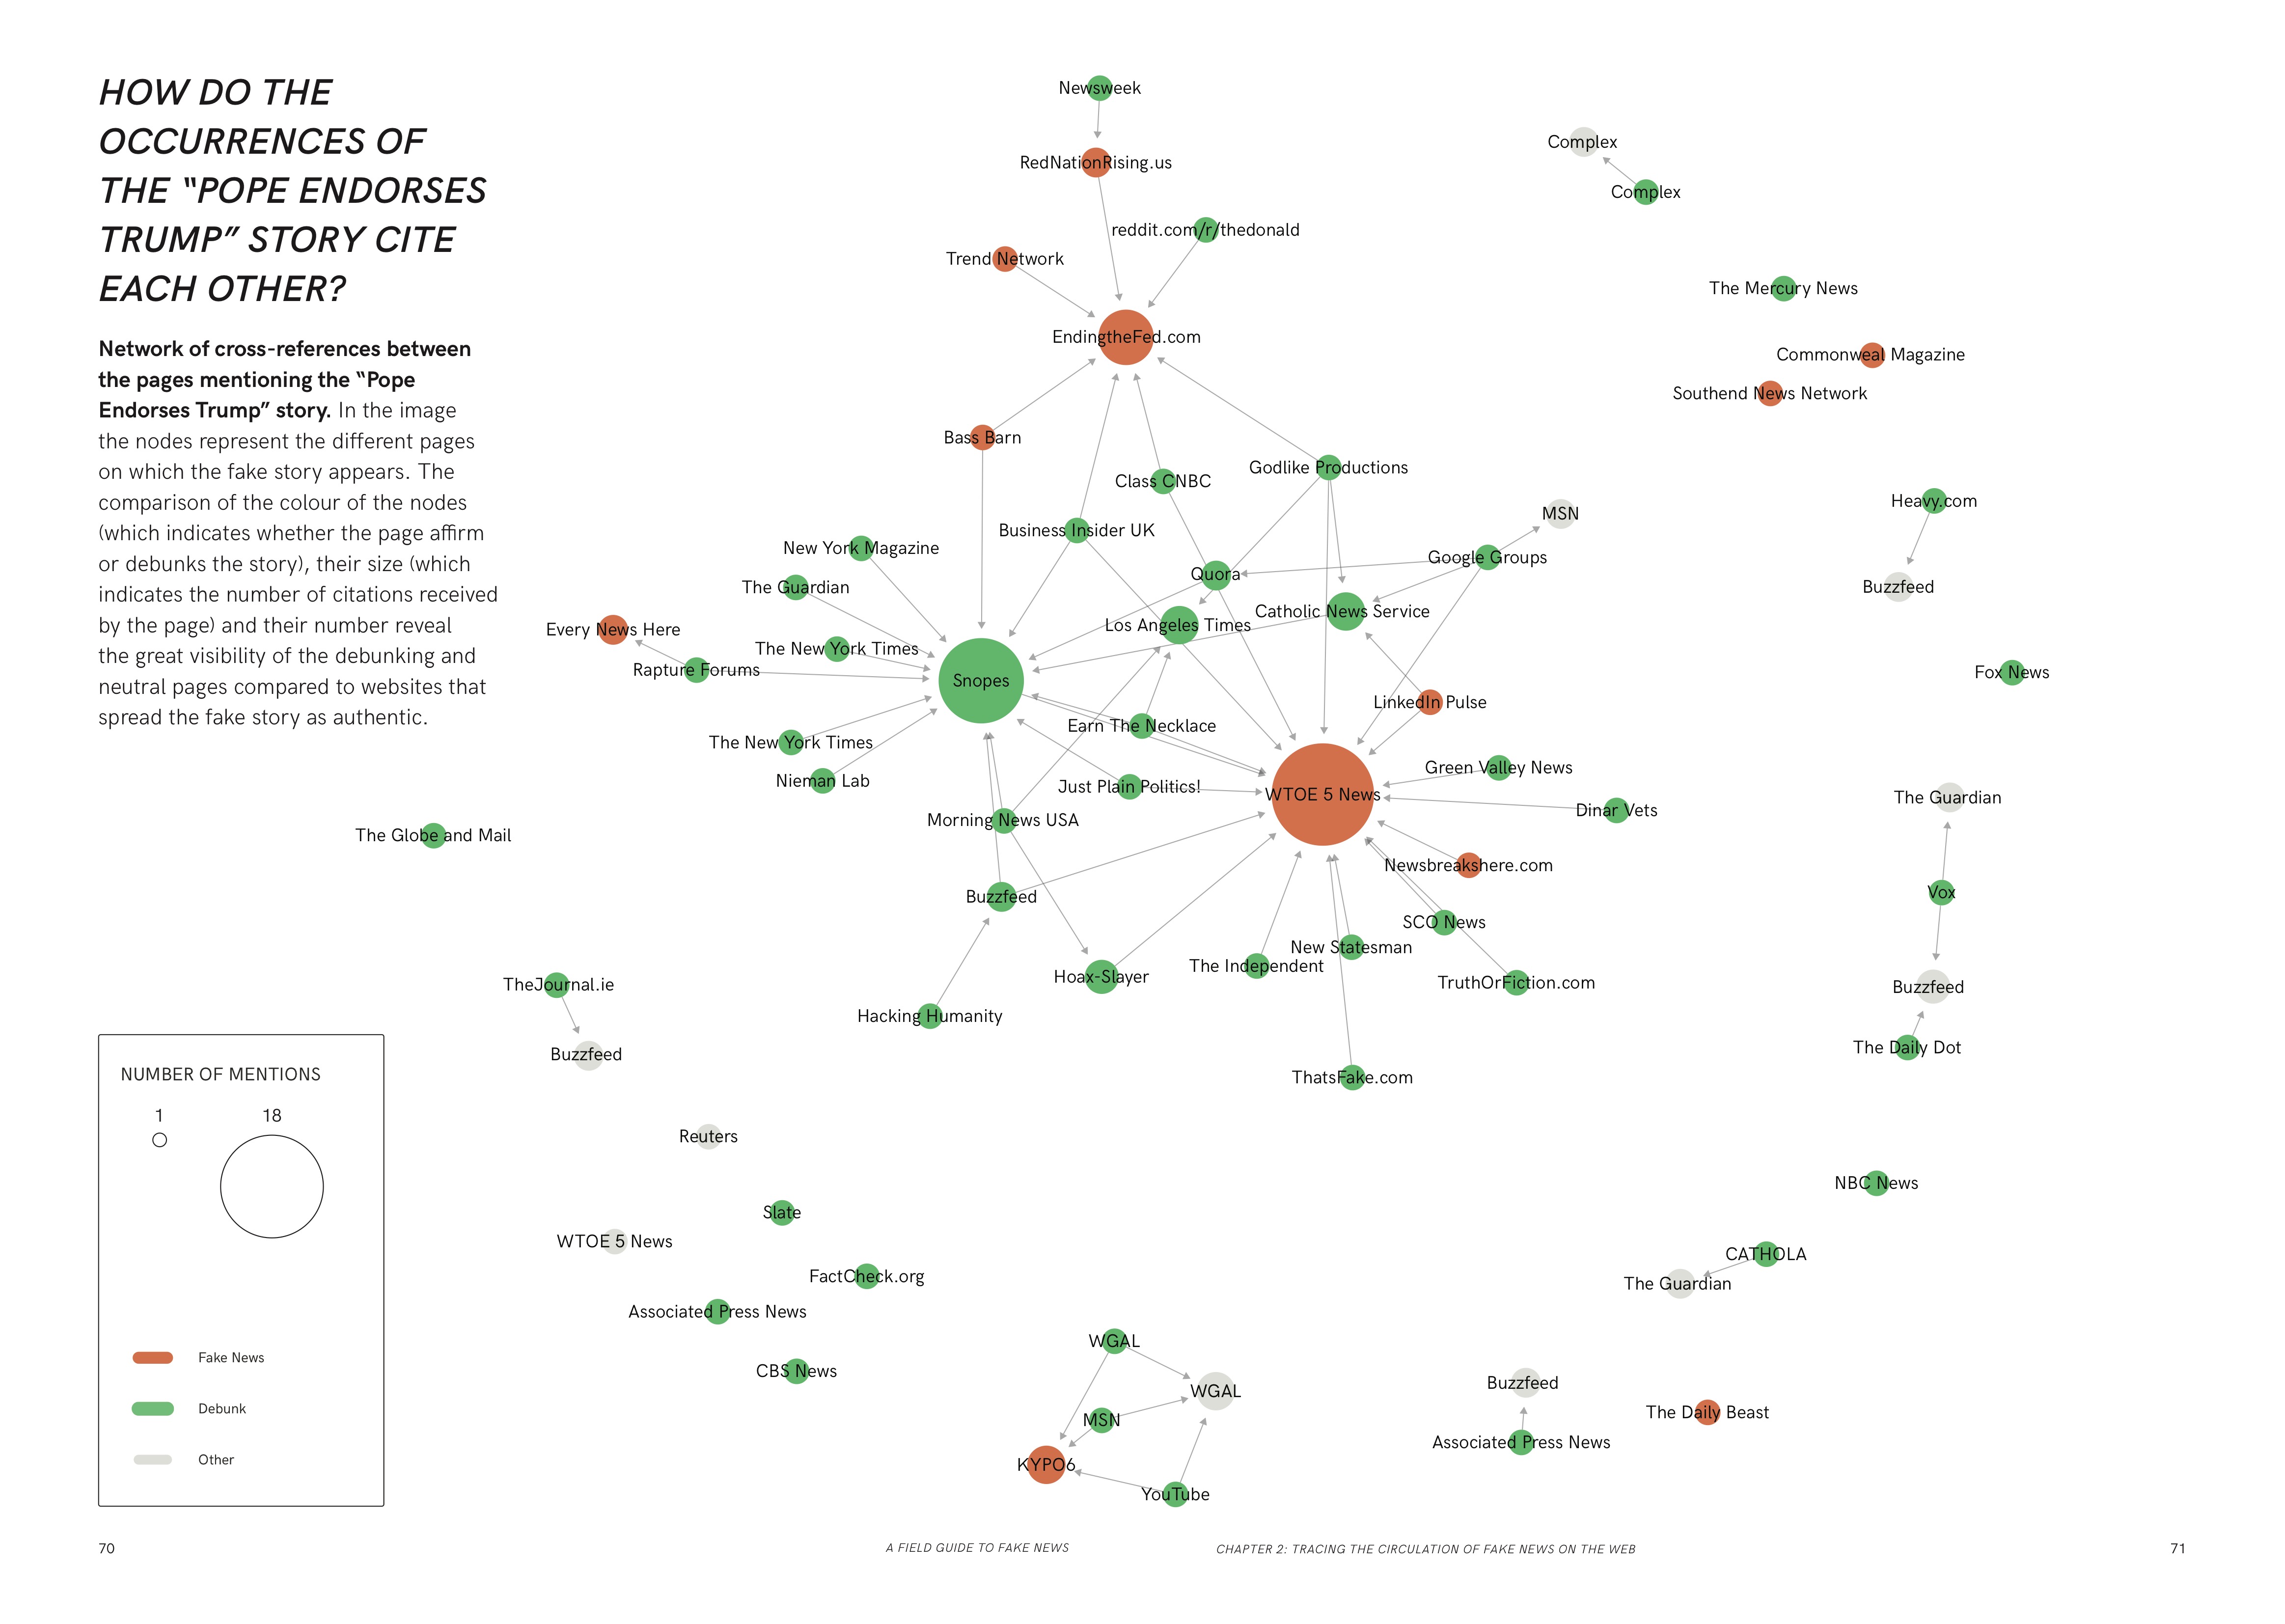 HOW DO THE
OCCURRENCES OF
THE “POPE ENDORSES
TRUMP” STORY CITE
EACH OTHER?
Network of cross-references between
the pages mentioning the “Pope
Endorses Trump” story. In the image
the nodes represent the different pages
on which the fake story appears. The
comparison of the colour of the nodes
(which indicates whether the page affirm
or debunks the story), their size (which
indicates the number of citations received
by the page) and their number reveal
the great visibility of the debunking and
neutral pages compared to websites that
spread the fake story as authentic.
Newsweek
RedNationRising.us
reddit.com/r/thedonald
Trend Network
EndingtheFed.com
Bass Barn
Class CNBC
Godlike Productions
Business Insider UK
MSN
New York Magazine
Google Groups
Quora
The Guardian
Catholic News Service
Los Angeles Times
Every News Here
The New York Times
Rapture Forums
Snopes
LinkedIn Pulse
Earn The Necklace
The New York Times
Green Valley News
Nieman Lab
Just Plain Politics!
WTOE 5 News
Dinar Vets
Morning News USA
The Globe and Mail
Newsbreakshere.com
Buzzfeed
SCO News
New Statesman
The Independent
Hoax-Slayer
TruthOrFiction.com
TheJournal.ie
Hacking Humanity
Buzzfeed
ThatsFake.com
Complex
Complex
The Mercury News
Commonweal Magazine
Southend News Network
Heavy.com
Buzzfeed
Fox News
The Guardian
Vox
Buzzfeed
The Daily Dot
Reuters
Slate
WTOE 5 News
FactCheck.org
Associated Press News
CBS News
WGAL
WGAL
MSN
KYPO6
YouTube
NBC News
CATHOLA
The Guardian
Buzzfeed
The Daily Beast
Associated Press News
NUMBER OF MENTIONS
1 18
Fake News
Debunk
Other
70
A FIELD GUIDE TO FAKE NEWS
CHAPTER 2: TRACING THE CIRCULATION OF FAKE NEWS ON THE WEB
71